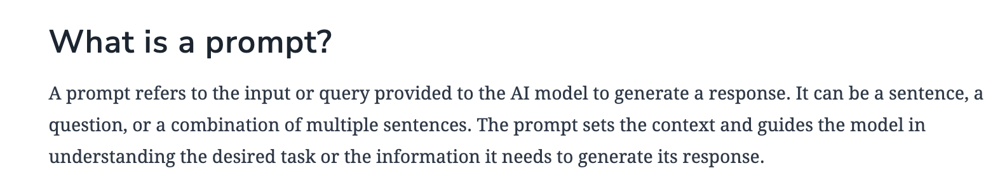 What is a prompt?
A prompt refers to the input or query provided to the AI model to generate a response. It can be a sentence, a
question, or a combination of multiple sentences. The prompt sets the context and guides the model in
understanding the desired task or the information it needs to generate its response.